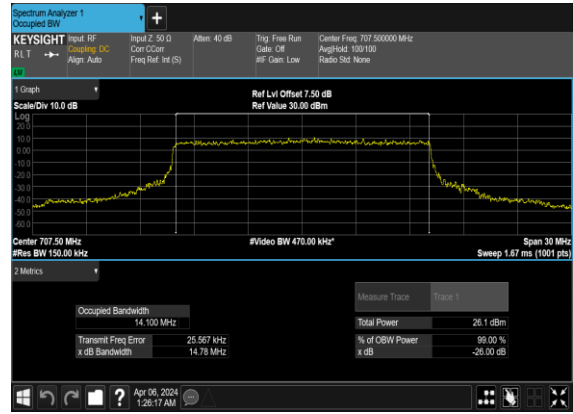 Spectrum Analyzer 1
Occupied BW
+
KEYSIGHT Input: RF Input Z: 50 Ω Atten: 40 dB Trig: Free Run Center Freq: 707.500000 MHz
RLT Coupling: DC Corr CCorr Gate: Off Avg|Hold: 100/100
Align: Auto Freq Ref: Int (S) #IF Gain: Low Radio Std: None
1 Graph
Ref Lvl Offset 7.50 dB
Scale/Div 10.0 dB Ref Value 30.00 dBm
Log
20.0
10.0
0.00
-10.0
-20.0
-30.0
-40.0
-50.0
-60.0
Center 707.50 MHz #Video BW 470.00 kHz* Span 30 MHz
#Res BW 150.00 kHz Sweep 1.67 ms (1001 pts)
2 Metrics
Measure Trace Trace 1
Occupied Bandwidth
14.100 MHz Total Power 26.1 dBm
Transmit Freq Error 25.567 kHz % of OBW Power 99.00 %
x dB Bandwidth 14.78 MHz x dB -26.00 dB
? Apr 06, 2024
1:26:17 AM